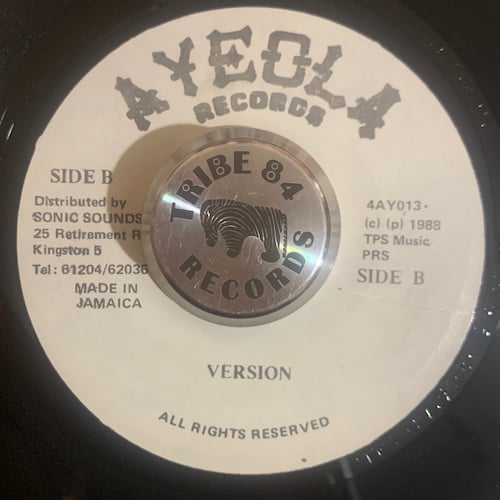 AYEOLA
RECORDS
SIDE B
Distributed by
SONIC SOUNDS
25 Retirement R
Kingston 5
Tel: 61204/62036
MADE IN
JAMAICA
TRIBE 84
RECORDS
4AY013.
(c) (p) 1988
TPS Music
PRS
SIDE B
VERSION
ALL RIGHTS RESERVED